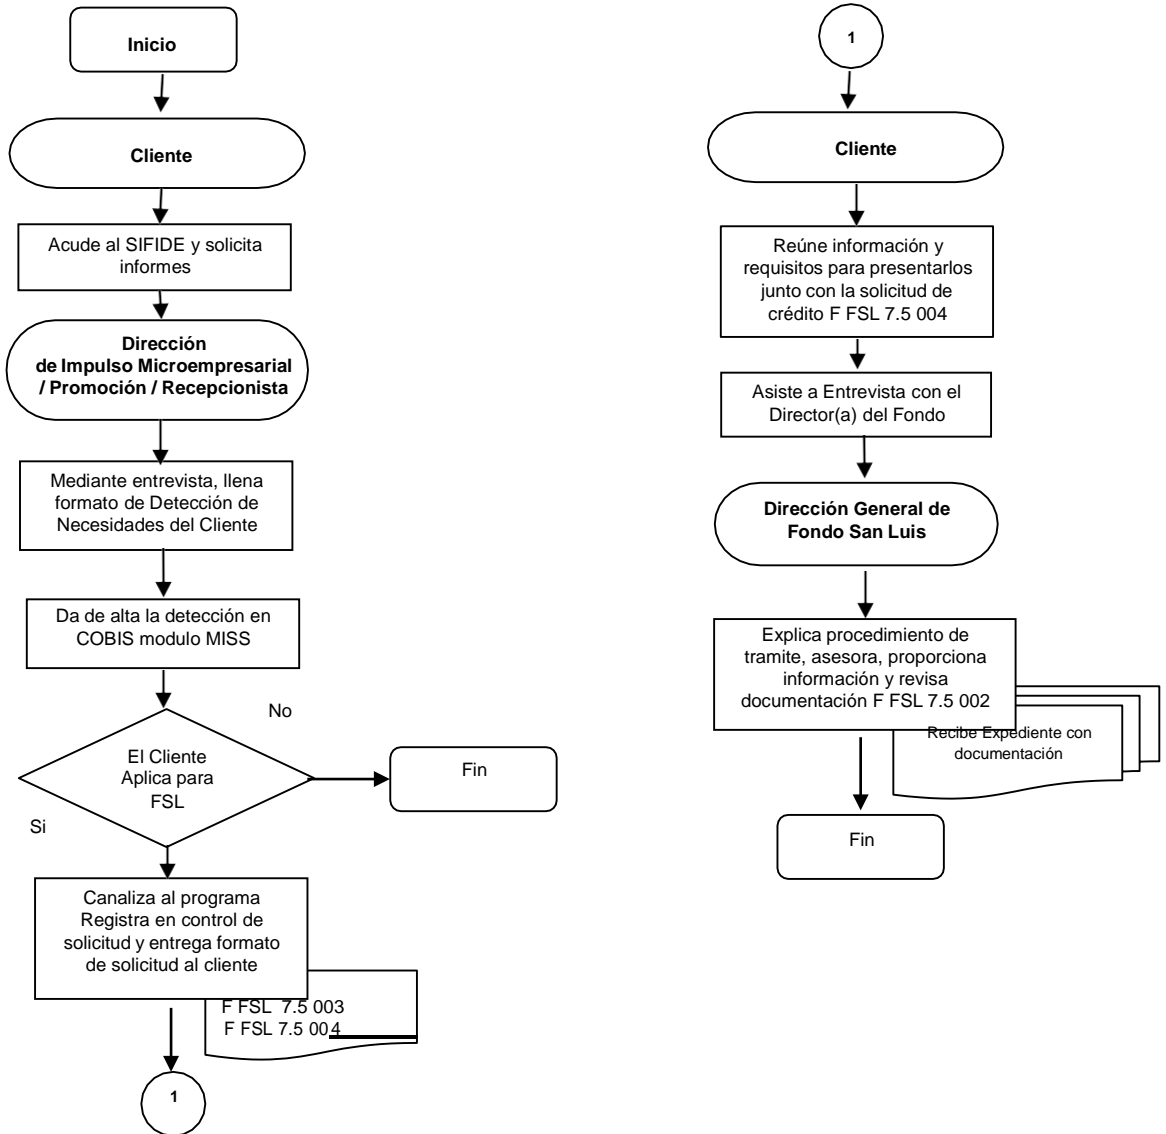 Inicio
Cliente
Acude al SIFIDE y solicita
informes
Dirección
de Impulso Microempresarial
/ Promoción / Recepcionista
Mediante entrevista, llena
formato de Detección de
Necesidades del Cliente
Da de alta la detección en
COBIS modulo MISS
No
El Cliente
Aplica para
FSL
Fin
Si
Canaliza al programa
Registra en control de
solicitud y entrega formato
de solicitud al cliente
F FSL 7.5 003
F FSL 7.5 004
1
1
Cliente
Reúne información y
requisitos para presentarlos
junto con la solicitud de
crédito F FSL 7.5 004
Asiste a Entrevista con el
Director(a) del Fondo
Dirección General de
Fondo San Luis
Explica procedimiento de
tramite, asesora, proporciona
información y revisa
documentación F FSL 7.5 002
Recibe Expediente con
documentación
Fin